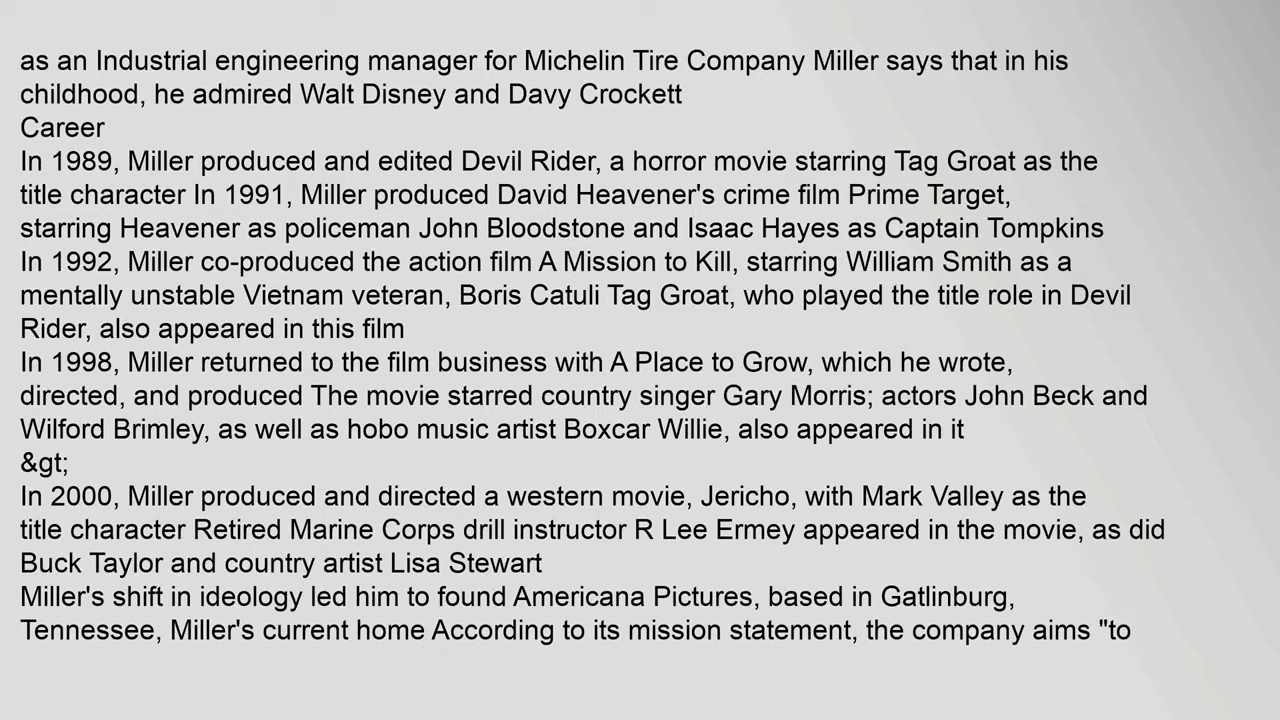 as an Industrial engineering manager for Michelin Tire Company Miller says that in his
childhood, he admired Walt Disney and Davy Crockett
Career
In 1989, Miller produced and edited Devil Rider, a horror movie starring Tag Groat as the
title character In 1991, Miller produced David Heavener's crime film Prime Target,
starring Heavener as policeman John Bloodstone and Isaac Hayes as Captain Tompkins
In 1992, Miller co-produced the action film A Mission to Kill, starring William Smith as a
mentally unstable Vietnam veteran, Boris Catuli Tag Groat, who played the title role in Devil
Rider, also appeared in this film
In 1998, Miller returned to the film business with A Place to Grow, which he wrote,
directed, and produced The movie starred country singer Gary Morris; actors John Beck and
Wilford Brimley, as well as hobo music artist Boxcar Willie, also appeared in it
&gt;
In 2000, Miller produced and directed a western movie, Jericho, with Mark Valley as the
title character Retired Marine Corps drill instructor R Lee Ermey appeared in the movie, as did
Buck Taylor and country artist Lisa Stewart
Miller's shift in ideology led him to found Americana Pictures, based in Gatlinburg,
Tennessee, Miller's current home According to its mission statement, the company aims "to